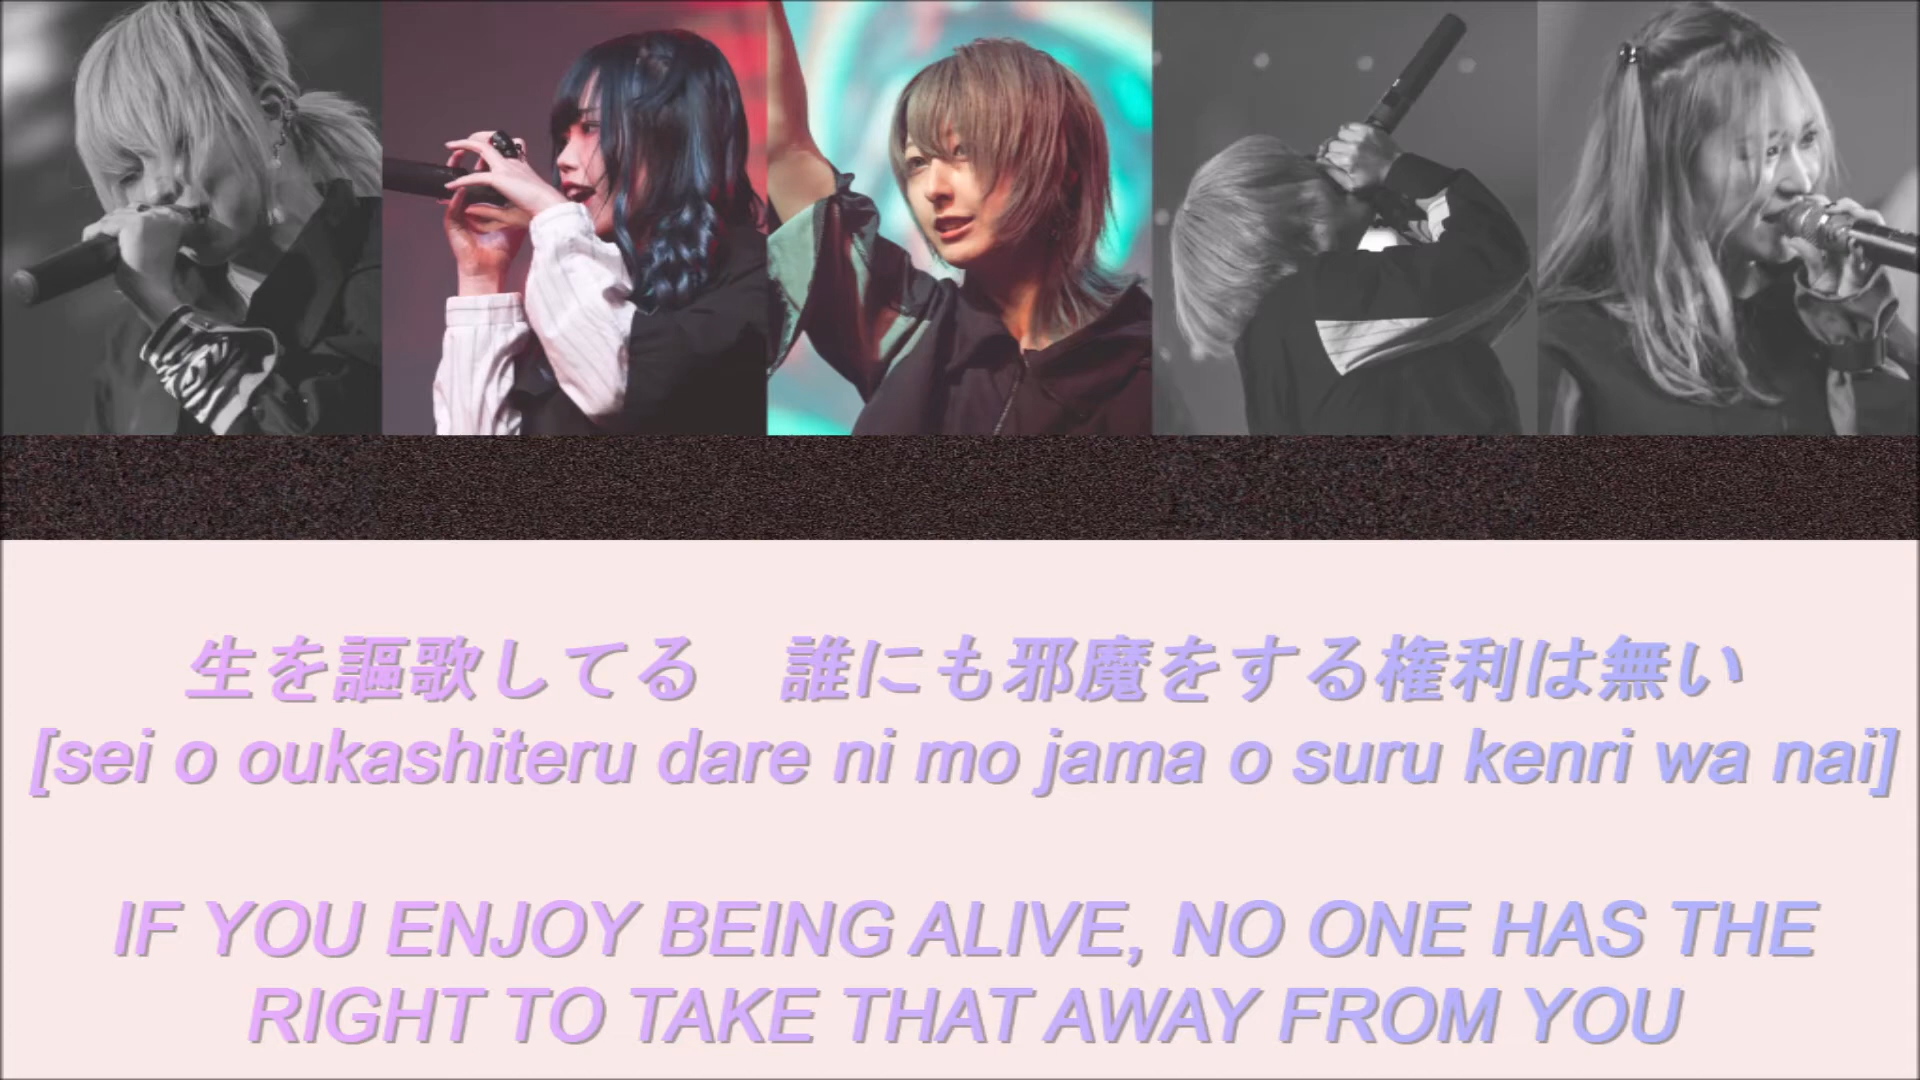 生を謳歌してる　誰にも邪魔をする権利は無い
[sei o oukashiteru dare ni mo jama o suru kenri wa nai]
IF YOU ENJOY BEING ALIVE, NO ONE HAS THE
RIGHT TO TAKE THAT AWAY FROM YOU